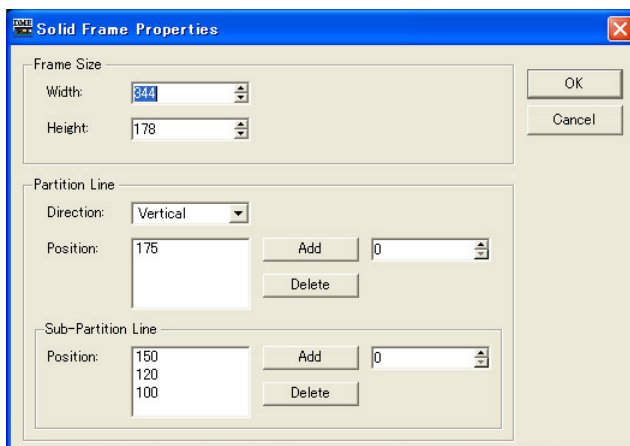 DME
Solid Frame Properties
Frame Size
Width: 344
Height: 178
OK
Cancel
Partition Line
Direction: Vertical
Position: 175
Add 0
Delete
Sub-Partition Line
Position: 150
120
100
Add 0
Delete